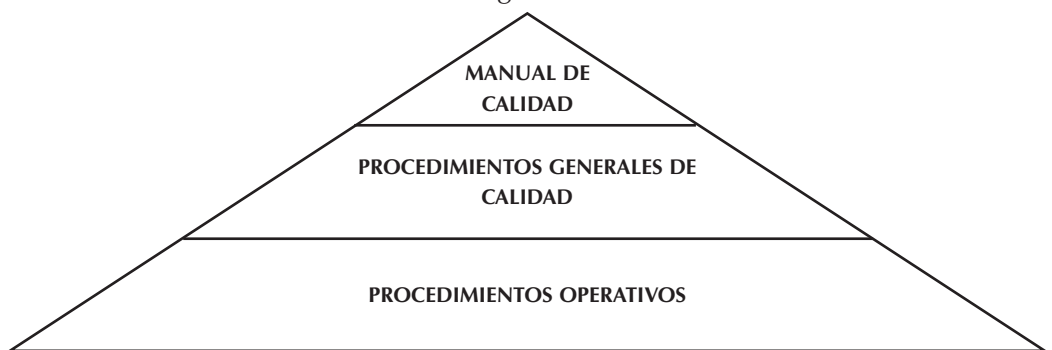 MANUAL DE
CALIDAD
PROCEDIMIENTOS GENERALES DE
CALIDAD
PROCEDIMIENTOS OPERATIVOS